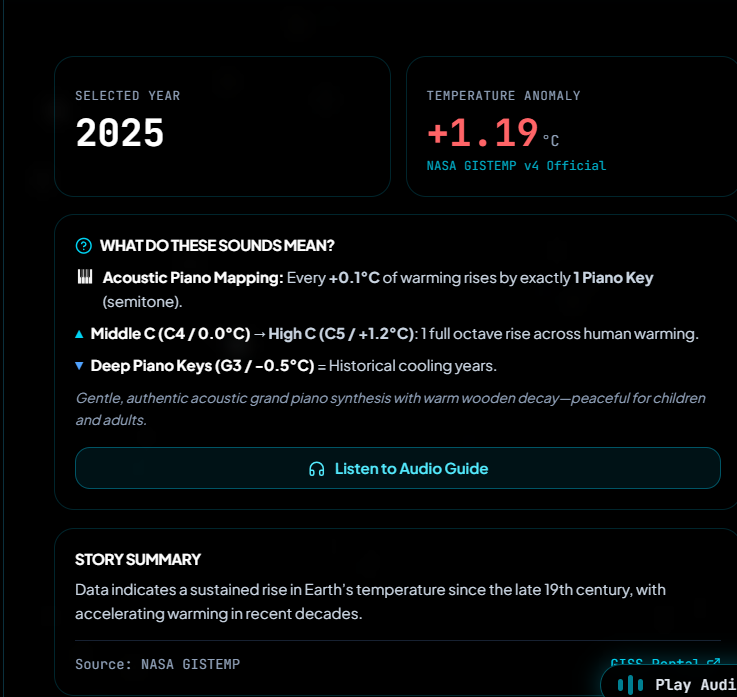 SELECTED YEAR
2025
TEMPERATURE ANOMALY
+1.19 °C
NASA GISTEMP v4 Official
WHAT DO THESE SOUNDS MEAN?
Acoustic Piano Mapping: Every +0.1°C of warming rises by exactly 1 Piano Key
(semitone).
▲ Middle C (C4 / 0.0°C) → High C (C5 / +1.2°C): 1 full octave rise across human warming.
▼ Deep Piano Keys (G3 / -0.5°C) = Historical cooling years.
Gentle, authentic acoustic grand piano synthesis with warm wooden decay—peaceful for children
and adults.
Listen to Audio Guide
STORY SUMMARY
Data indicates a sustained rise in Earth's temperature since the late 19th century, with
accelerating warming in recent decades.
Source: NASA GISTEMP
Play Audi